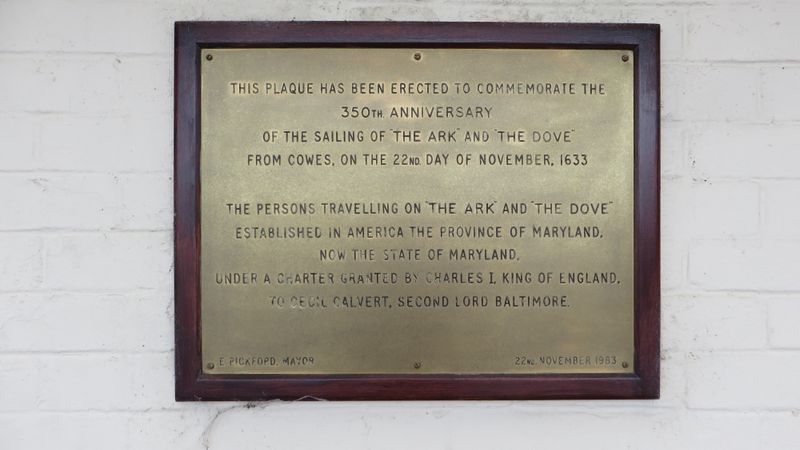 THIS PLAQUE HAS BEEN ERECTED TO COMMEMORATE THE
350TH. ANNIVERSARY
OF THE SAILING OF "THE ARK" AND "THE DOVE"
FROM COWES, ON THE 22ND. DAY OF NOVEMBER, 1633
THE PERSONS TRAVELLING ON "THE ARK" AND "THE DOVE"
ESTABLISHED IN AMERICA THE PROVINCE OF MARYLAND,
NOW THE STATE OF MARYLAND,
UNDER A CHARTER GRANTED BY CHARLES I, KING OF ENGLAND,
TO CECIL CALVERT, SECOND LORD BALTIMORE.
E. PICKFORD, MAYOR
22ND. NOVEMBER 1983